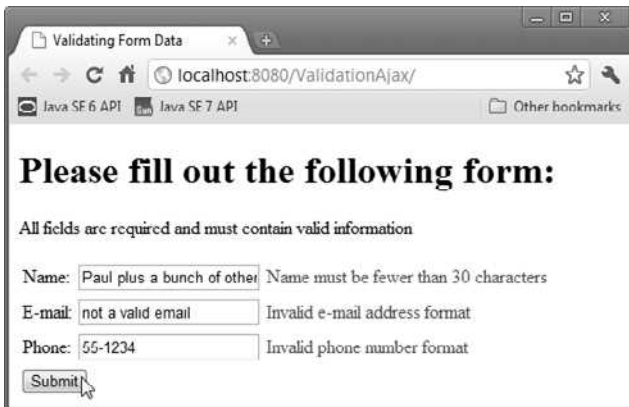 Validating Form Data
localhost:8080/ValidationAjax/
Java SE 6 API Java SE 7 API Other bookmarks
Please fill out the following form:
All fields are required and must contain valid information
Name: Paul plus a bunch of other Name must be fewer than 30 characters
E-mail: not a valid email Invalid e-mail address format
Phone: 55-1234 Invalid phone number format
Submit